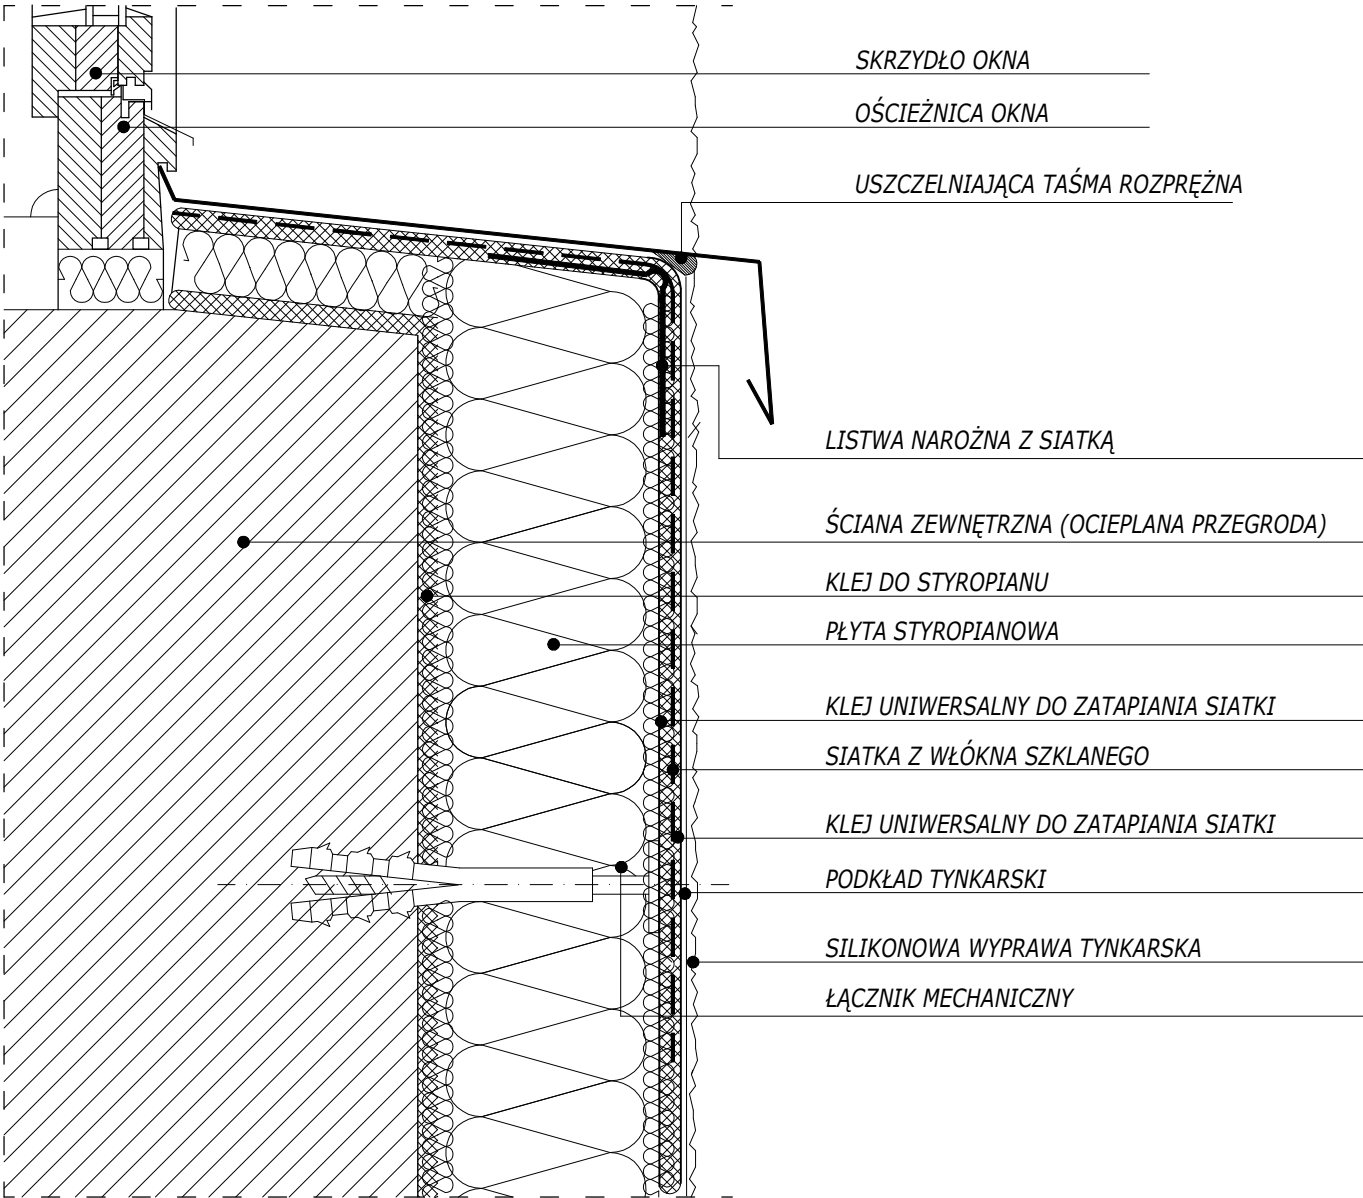 SKRZYDŁO OKNA
OŚCIEŻNICA OKNA
USZCZELNIAJĄCA TAŚMA ROZPRĘŻNA
LISTWA NAROŻNA Z SIATKĄ
ŚCIANA ZEWNĘTRZNA (OCIEPLANA PRZEGRODA)
KLEJ DO STYROPIANU
PŁYTA STYROPIANOWA
KLEJ UNIWERSALNY DO ZATAPIANIA SIATKI
SIATKA Z WŁÓKNA SZKLANEGO
KLEJ UNIWERSALNY DO ZATAPIANIA SIATKI
PODKŁAD TYNKARSKI
SILIKONOWA WYPRAWA TYNKARSKA
ŁĄCZNIK MECHANICZNY